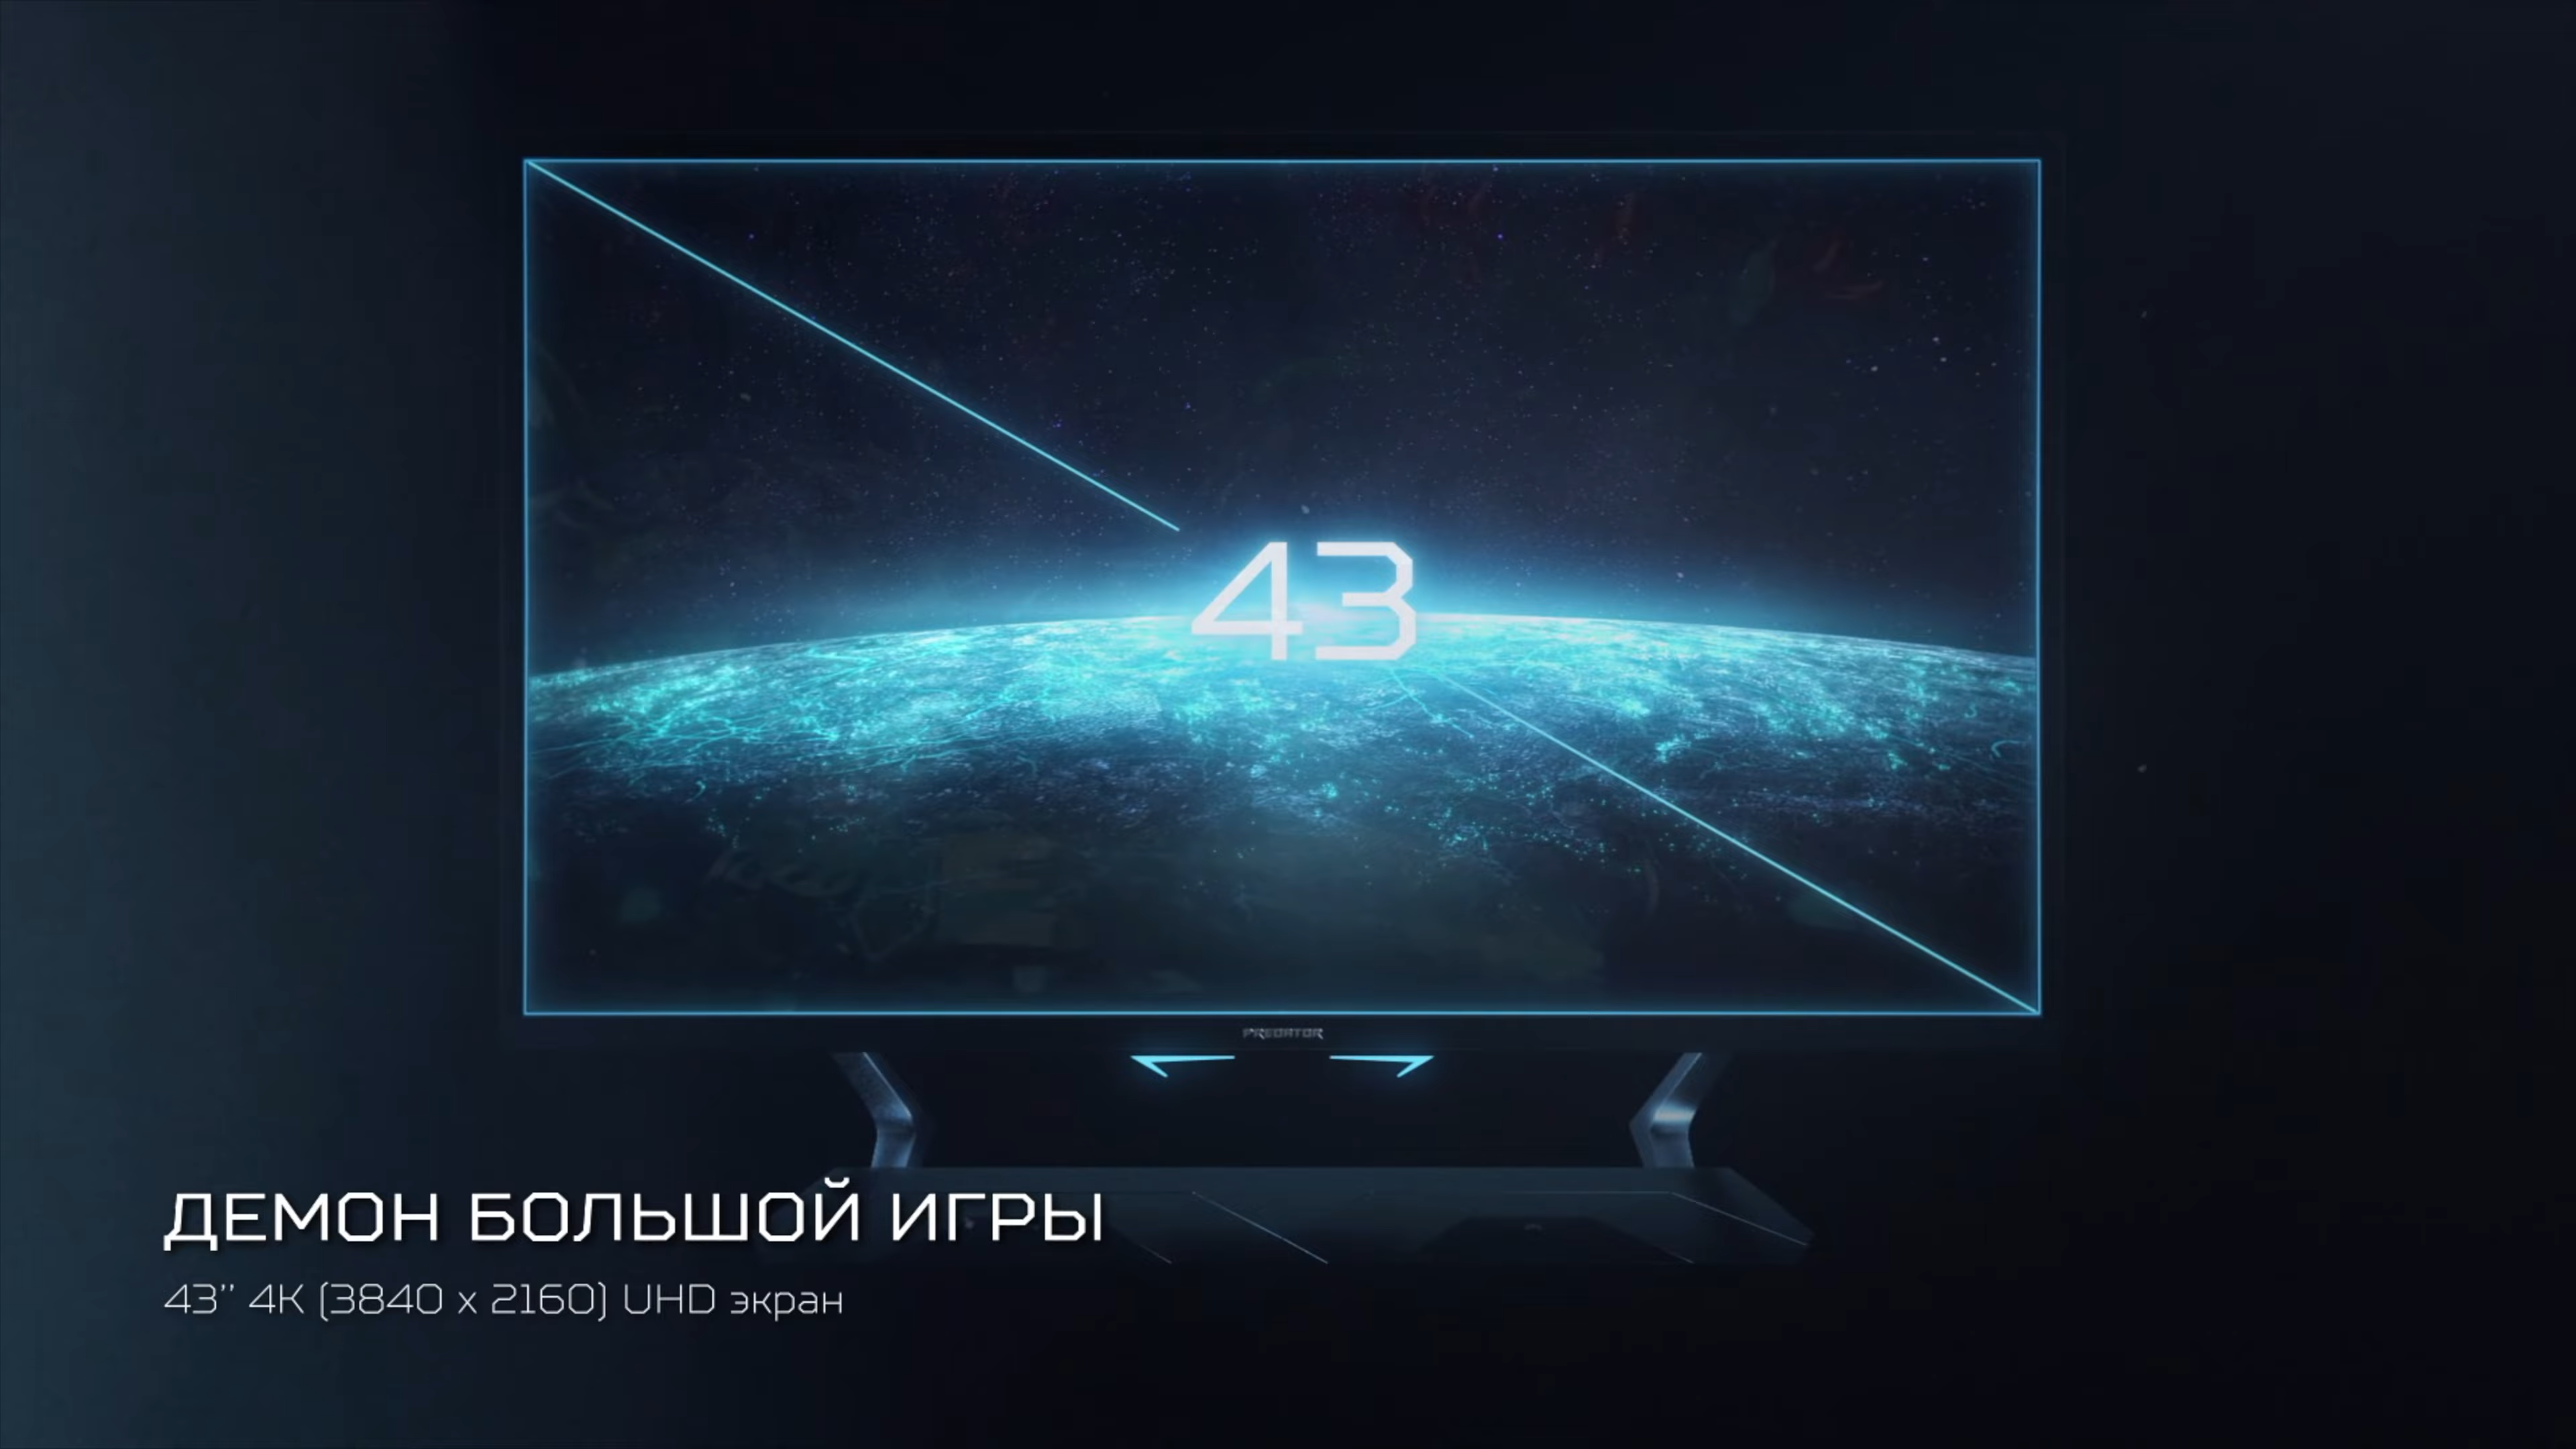 43
PREDATOR
ДЕМОН БОЛЬШОЙ ИГРЫ
43’’ 4K (3840 x 2160) UHD экран